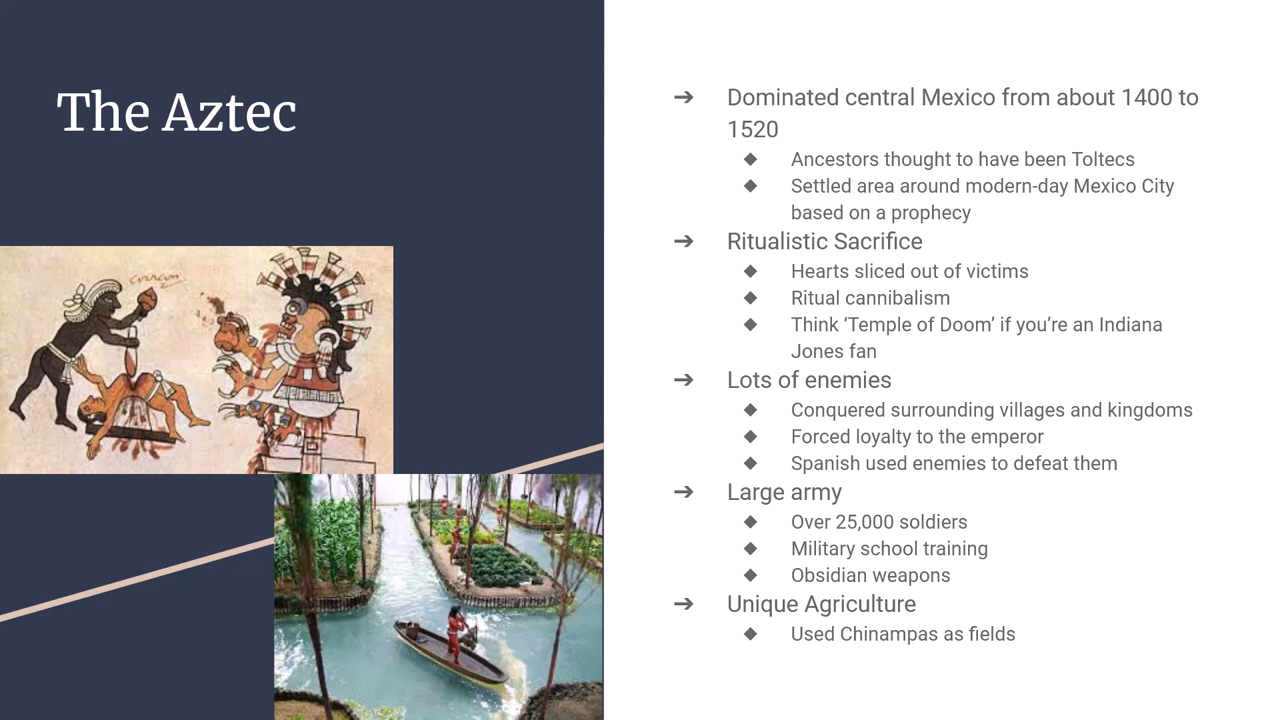 The Aztec
➔ Dominated central Mexico from about 1400 to
1520
◆ Ancestors thought to have been Toltecs
◆ Settled area around modern-day Mexico City
based on a prophecy
➔ Ritualistic Sacrifice
◆ Hearts sliced out of victims
◆ Ritual cannibalism
◆ Think ‘Temple of Doom’ if you’re an Indiana
Jones fan
➔ Lots of enemies
◆ Conquered surrounding villages and kingdoms
◆ Forced loyalty to the emperor
◆ Spanish used enemies to defeat them
➔ Large army
◆ Over 25,000 soldiers
◆ Military school training
◆ Obsidian weapons
➔ Unique Agriculture
◆ Used Chinampas as fields